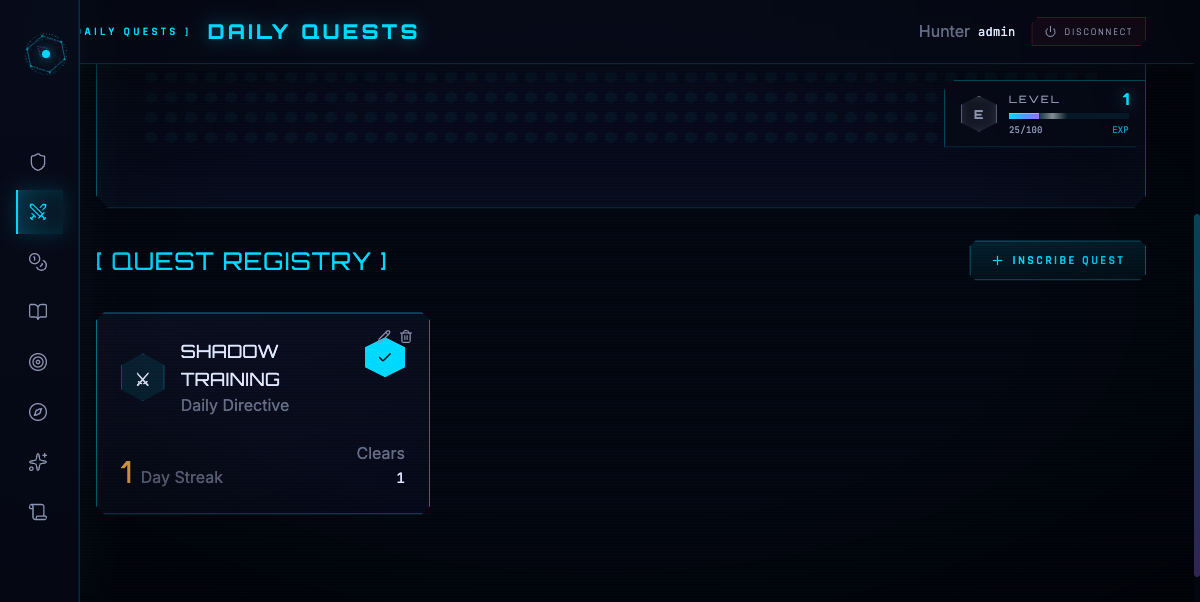 AILY QUESTS ]
DAILY QUESTS
Hunter admin
DISCONNECT
E
LEVEL
1
25/100
EXP
[ QUEST REGISTRY ]
+ INSCRIBE QUEST
SHADOW
TRAINING
Daily Directive
Clears
1 Day Streak
1